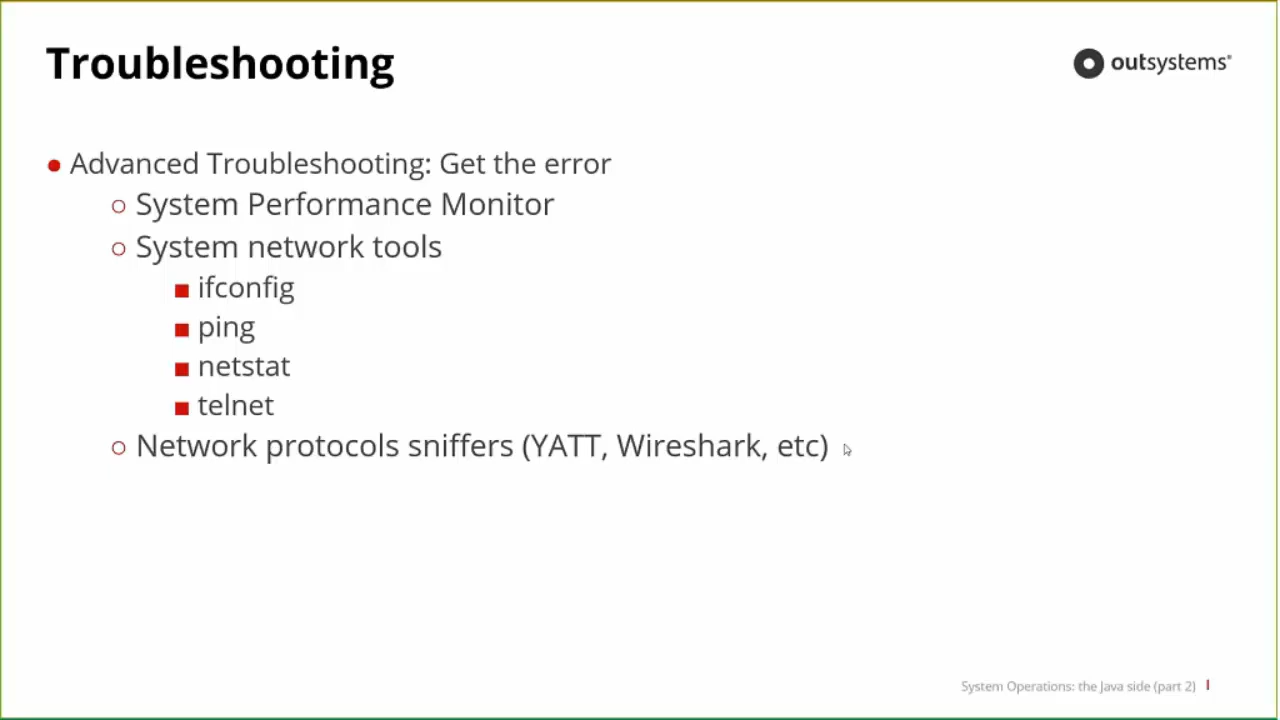 Troubleshooting
outsystems®
Advanced Troubleshooting: Get the error
System Performance Monitor
System network tools
ifconfig
ping
netstat
telnet
Network protocols sniffers (YATT, Wireshark, etc)
System Operations: the Java side (part 2)